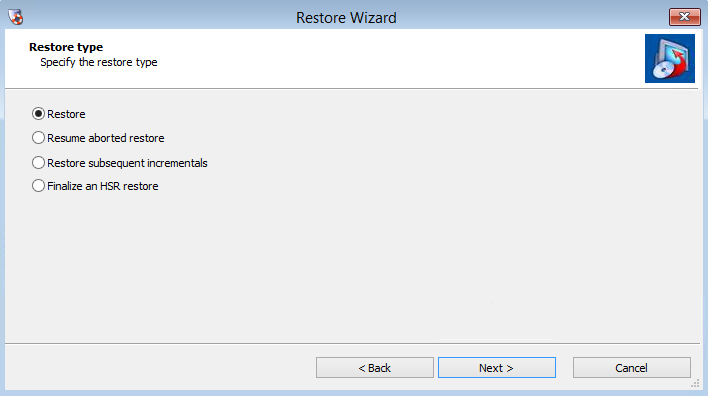 Restore Wizard
Restore type
Specify the restore type
Restore
Resume aborted restore
Restore subsequent incrementals
Finalize an HSR restore
< Back
Next >
Cancel